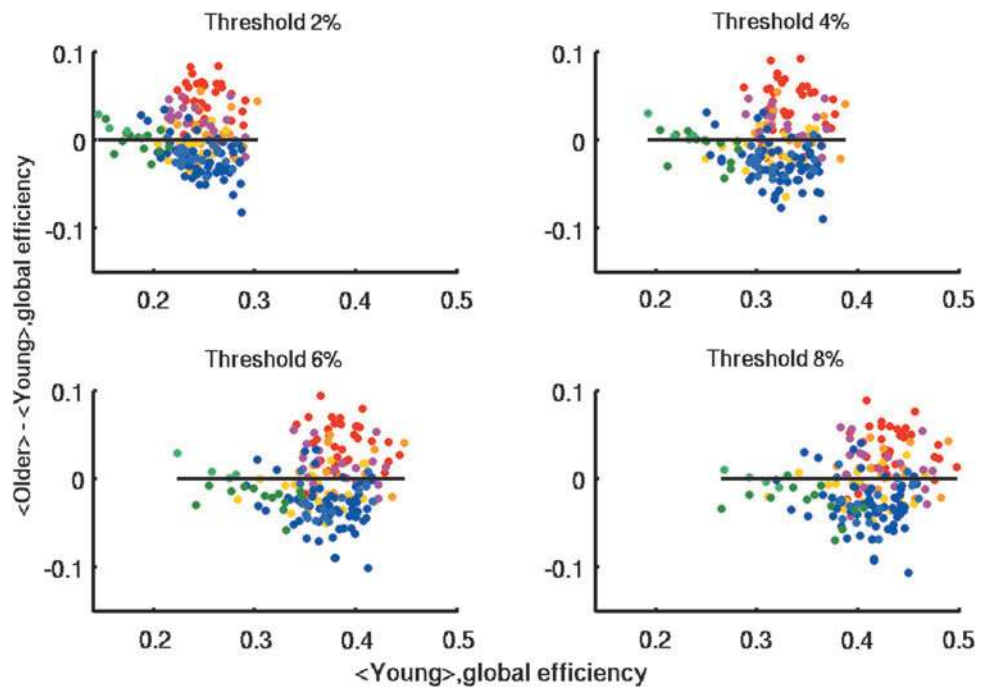 Threshold 2%
Threshold 4%
0.1
0
-0.1
0.2 0.3 0.4 0.5
0.1
0
-0.1
0.2 0.3 0.4 0.5
Threshold 6%
Threshold 8%
0.1
0
-0.1
0.2 0.3 0.4 0.5
0.1
0
-0.1
0.2 0.3 0.4 0.5
<Older> - <Young>,global efficiency
<Young>,global efficiency